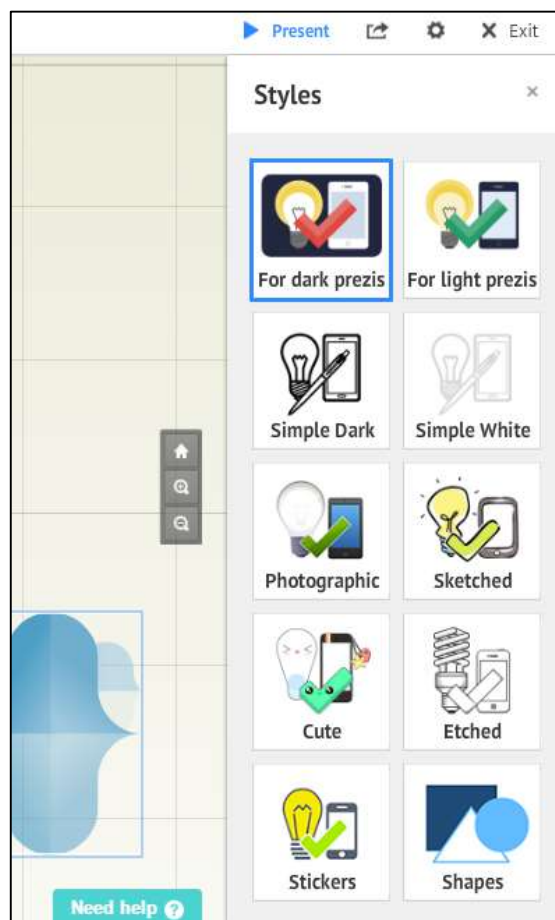 Present Exit
Styles
For dark prezis For light prezis
Simple Dark Simple White
Photographic Sketched
Cute Etched
Stickers Shapes
Need help ?